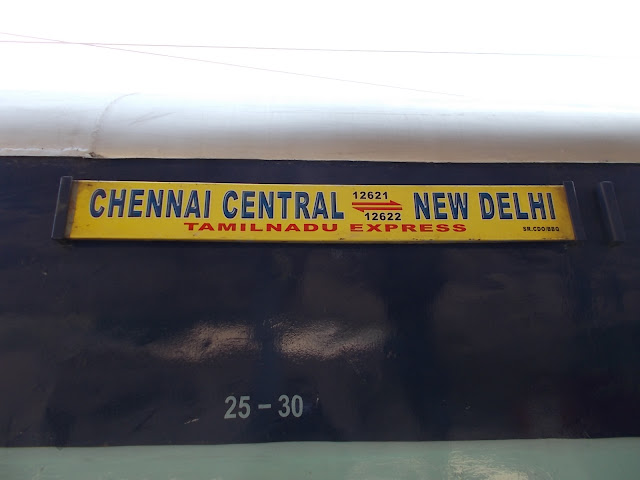 CHENNAI CENTRAL 12621 NEW DELHI
12622
TAMILNADU EXPRESS
SR.CDO/BBQ
25 - 30